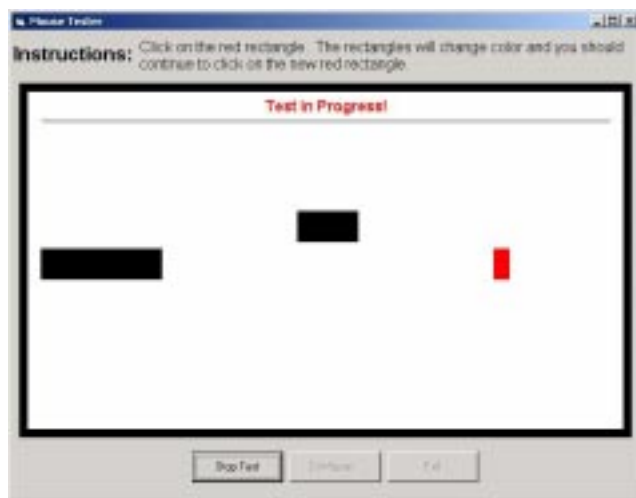 Mouse Tester
Instructions: Click on the red rectangle. The rectangles will change color and you should
continue to click on the new red rectangle.
Test in Progress!
Stop Test
Exit